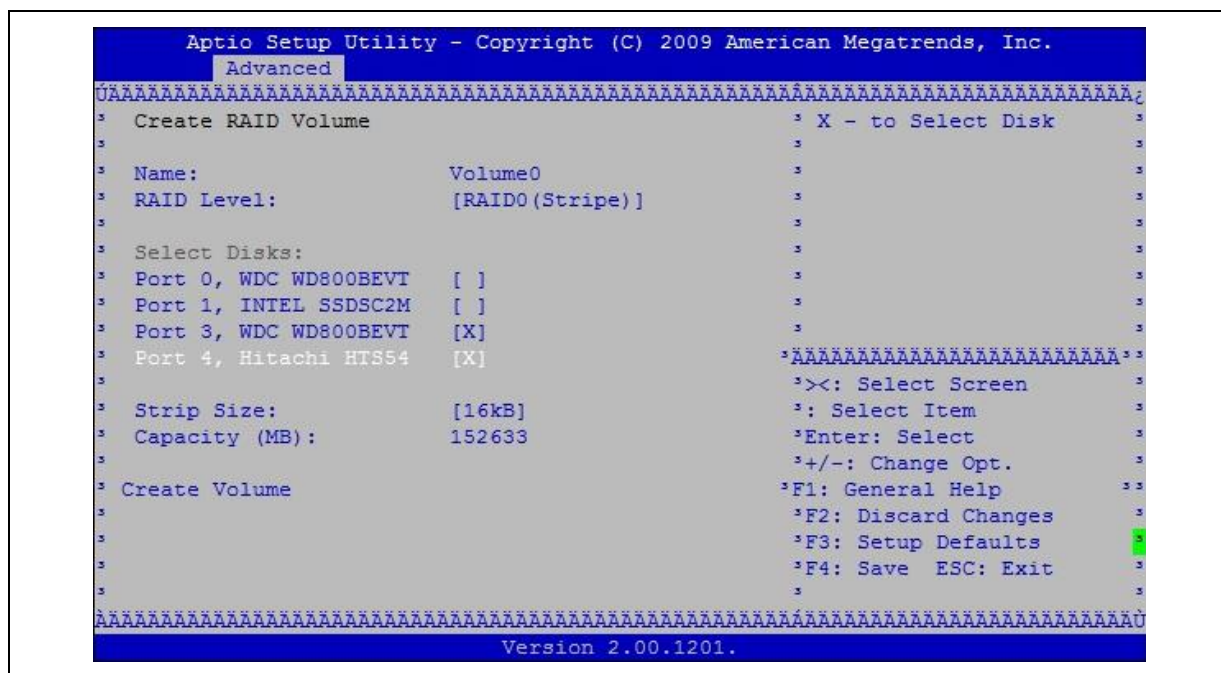 Aptio Setup Utility - Copyright (C) 2009 American Megatrends, Inc.
Advanced
Create RAID Volume
X - to Select Disk
Name: Volume0
RAID Level: [RAID0(Stripe)]
Select Disks:
Port 0, WDC WD800BEVT [ ]
Port 1, INTEL SSDSC2M [ ]
Port 3, WDC WD800BEVT [X]
Port 4, Hitachi HTS54 [X]
Strip Size: [16kB]
Capacity (MB): 152633
Create Volume
><: Select Screen
: Select Item
Enter: Select
+/-: Change Opt.
F1: General Help
F2: Discard Changes
F3: Setup Defaults
F4: Save ESC: Exit
Version 2.00.1201.